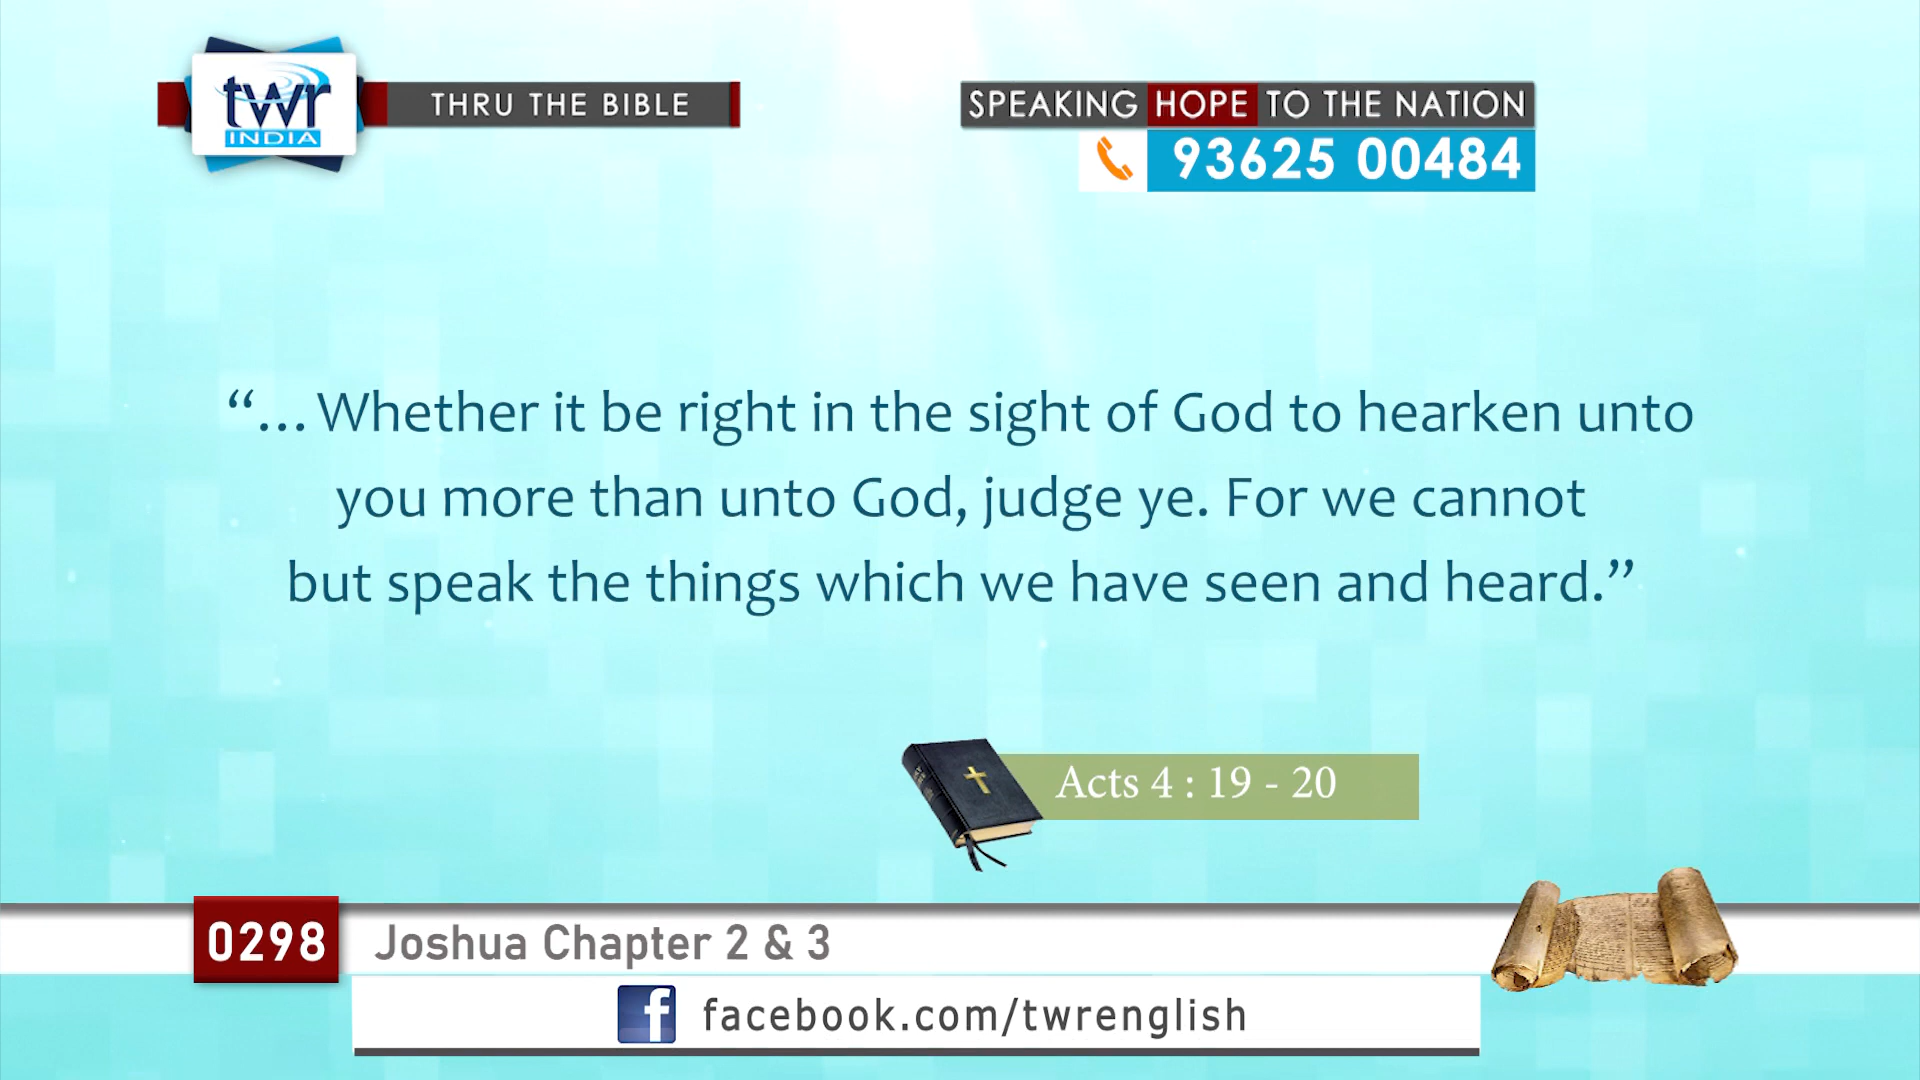 twr
INDIA
THRU THE BIBLE
SPEAKING HOPE TO THE NATION
93625 00484
“...Whether it be right in the sight of God to hearken unto
you more than unto God, judge ye. For we cannot
but speak the things which we have seen and heard.”
Acts 4 : 19 - 20
0298 Joshua Chapter 2 & 3
f facebook.com/twrenglish